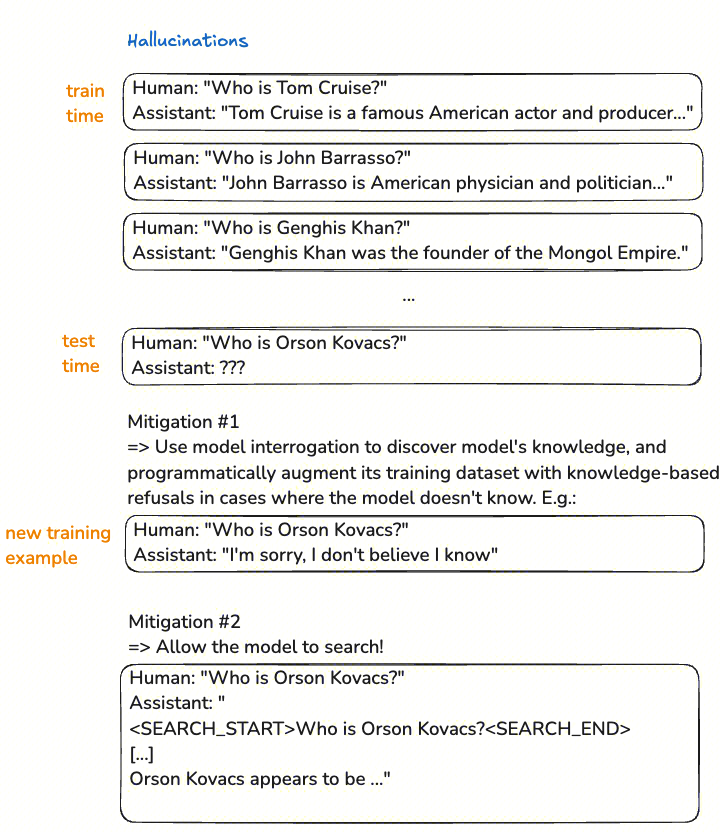 Hallucinations
train
time
Human: "Who is Tom Cruise?"
Assistant: "Tom Cruise is a famous American actor and producer..."
Human: "Who is John Barrasso?"
Assistant: "John Barrasso is American physician and politician..."
Human: "Who is Genghis Khan?"
Assistant: "Genghis Khan was the founder of the Mongol Empire."
...
test
time
Human: "Who is Orson Kovacs?"
Assistant: ???
Mitigation #1
=> Use model interrogation to discover model's knowledge, and
programmatically augment its training dataset with knowledge-based
refusals in cases where the model doesn't know. E.g.:
new training
example
Human: "Who is Orson Kovacs?"
Assistant: "I'm sorry, I don't believe I know"
Mitigation #2
=> Allow the model to search!
Human: "Who is Orson Kovacs?"
Assistant: "
<SEARCH_START>Who is Orson Kovacs?<SEARCH_END>
[...]
Orson Kovacs appears to be ..."